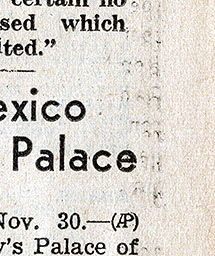 certain no
sed which
ited."
exico
Palace
Nov. 30.—(AP)
y's Palace of